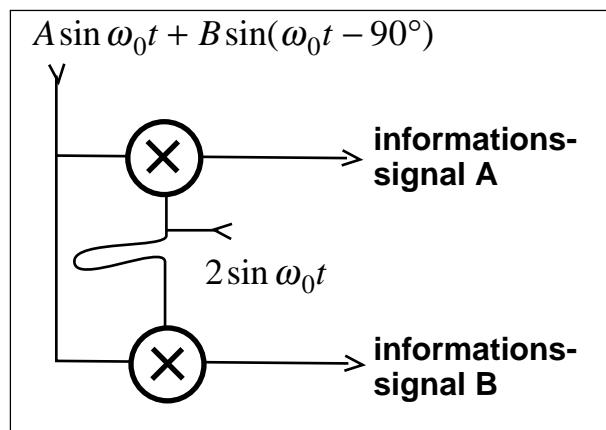 A sin ω₀t + B sin(ω₀t – 90°)
informations-
signal A
2 sin ω₀t
informations-
signal B